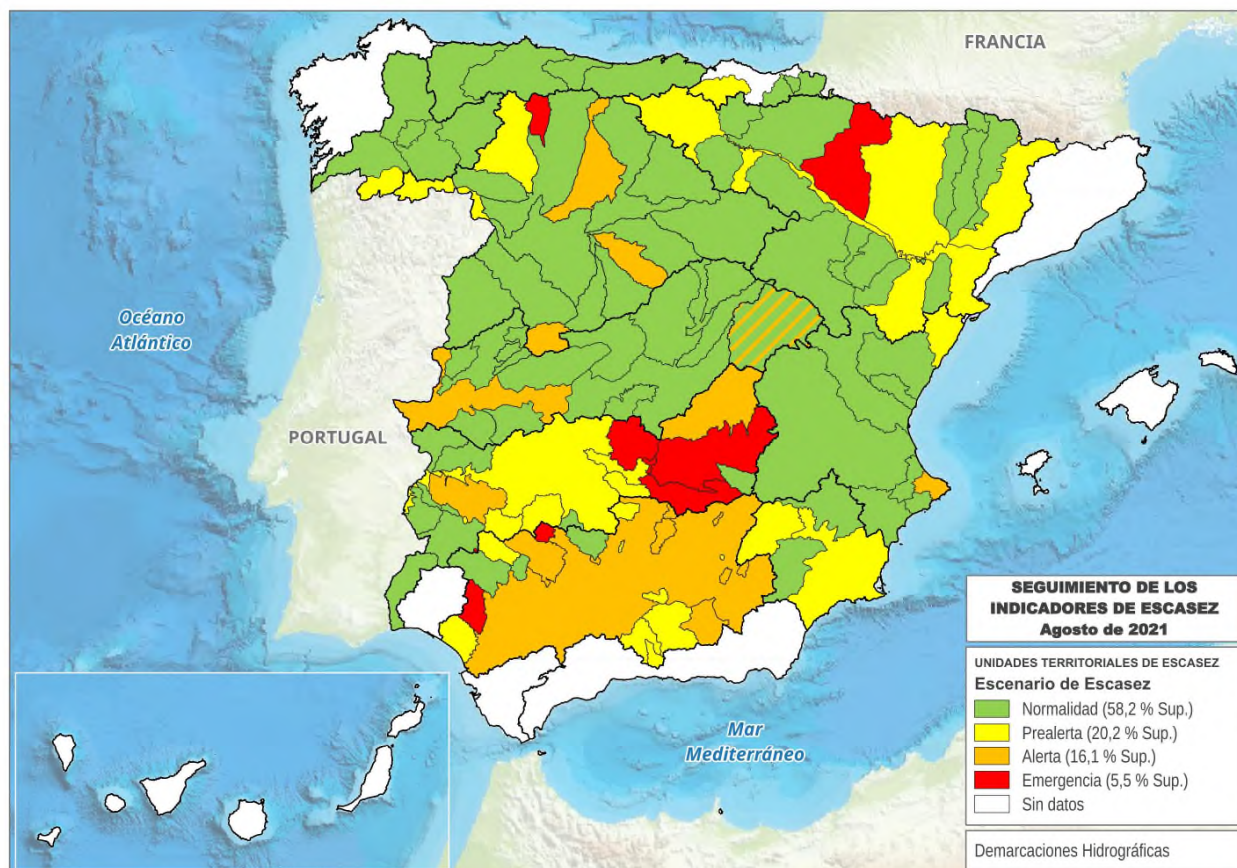 FRANCIA
Océano
Atlántico
PORTUGAL
Mar
Mediterráneo
SEGUIMIENTO DE LOS
INDICADORES DE ESCASEZ
Agosto de 2021
UNIDADES TERRITORIALES DE ESCASEZ
Escenario de Escasez
Normalidad (58,2 % Sup.)
Prealerta (20,2 % Sup.)
Alerta (16,1 % Sup.)
Emergencia (5,5 % Sup.)
Sin datos
Demarcaciones Hidrográficas